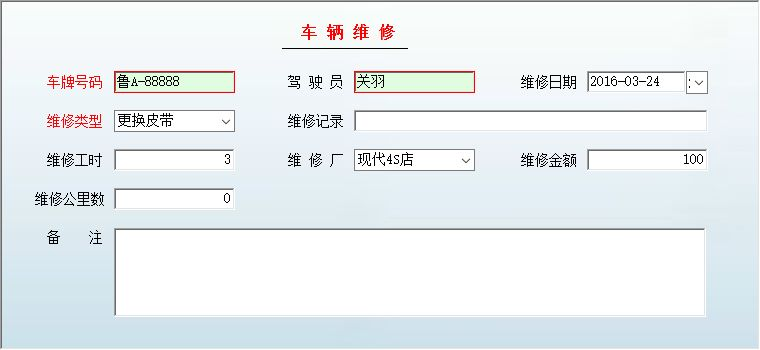 车辆维修
车牌号码 鲁A-88888 驾驶员 关羽 维修日期 2016-03-24
维修类型 更换皮带 维修记录
维修工时 3 维修厂 现代4S店 维修金额 100
维修公里数 0
备注